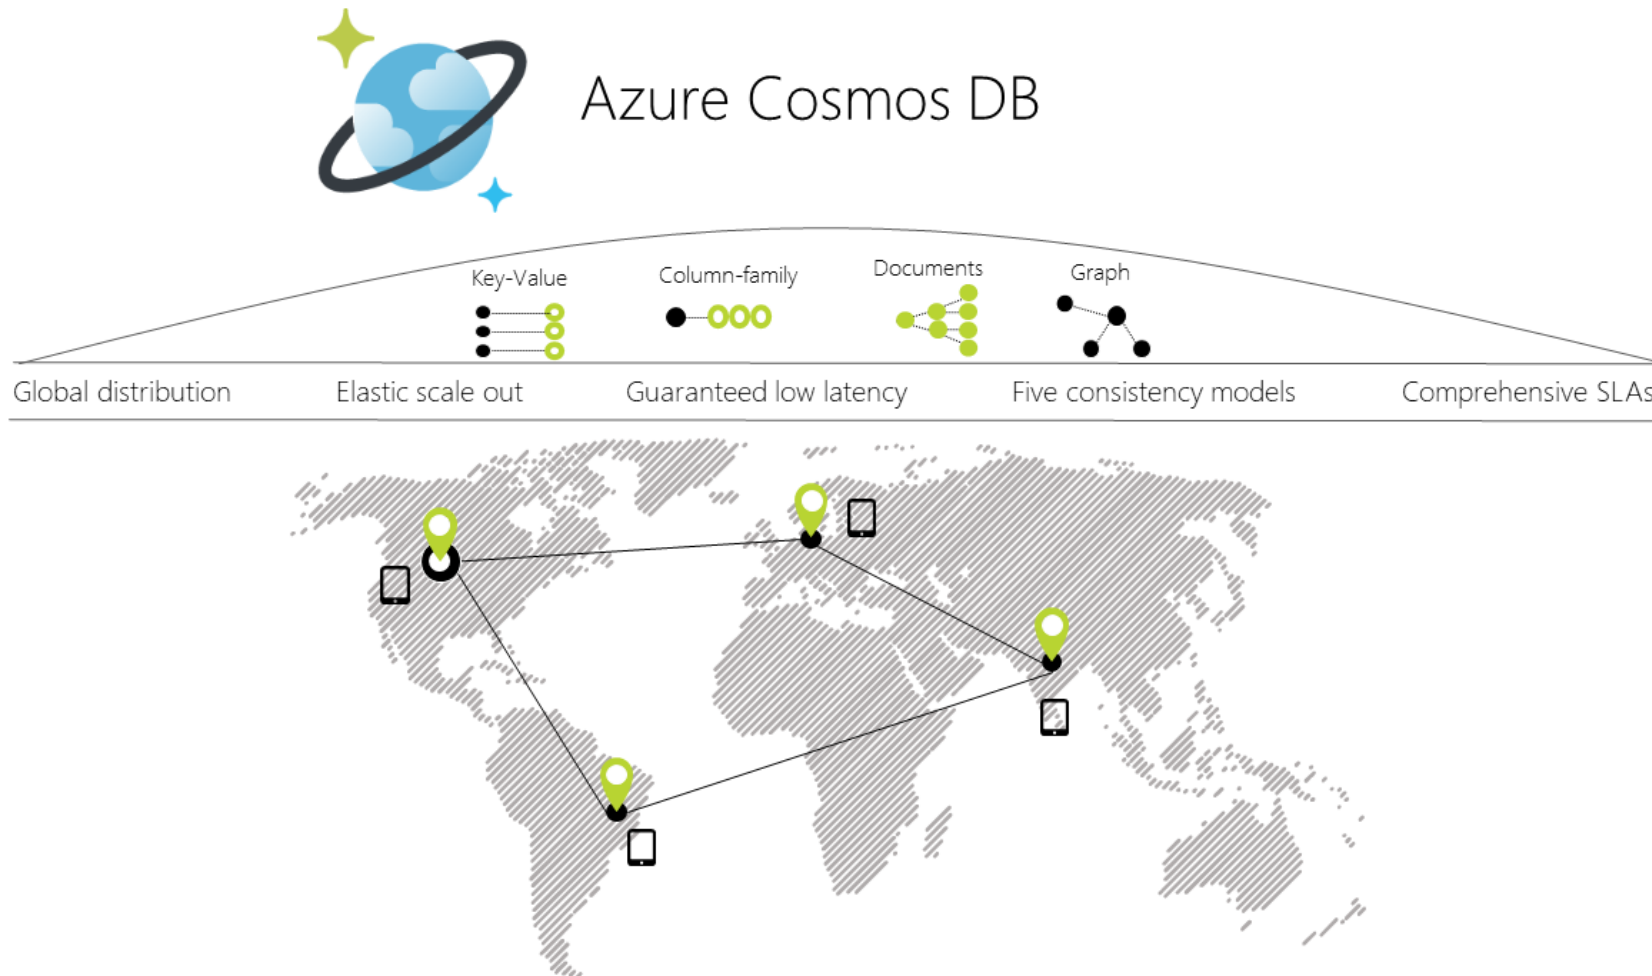 Azure Cosmos DB
Key-Value
Column-family
Documents
Graph
Global distribution
Elastic scale out
Guaranteed low latency
Five consistency models
Comprehensive SLAs